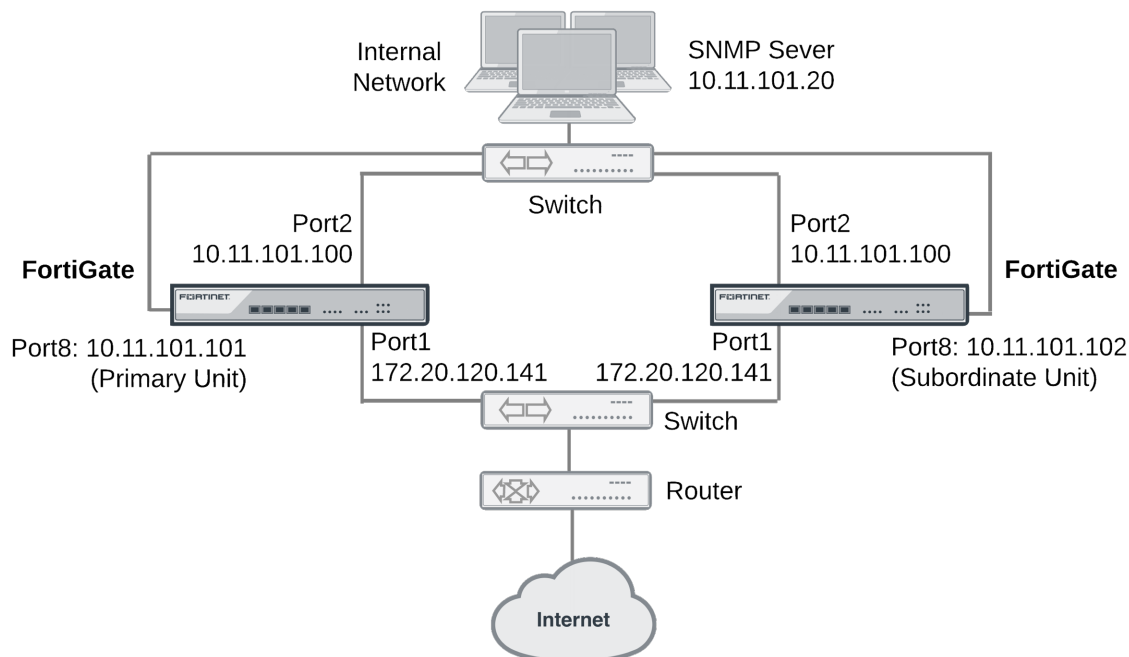 Internal
Network
SNMP Sever
10.11.101.20
Switch
Port2
10.11.101.100
Port2
10.11.101.100
FortiGate
FortiGate
FORTINET
FORTINET
Port8: 10.11.101.101
(Primary Unit)
Port1
172.20.120.141
Port1
172.20.120.141
Port8: 10.11.101.102
(Subordinate Unit)
Switch
Router
Internet